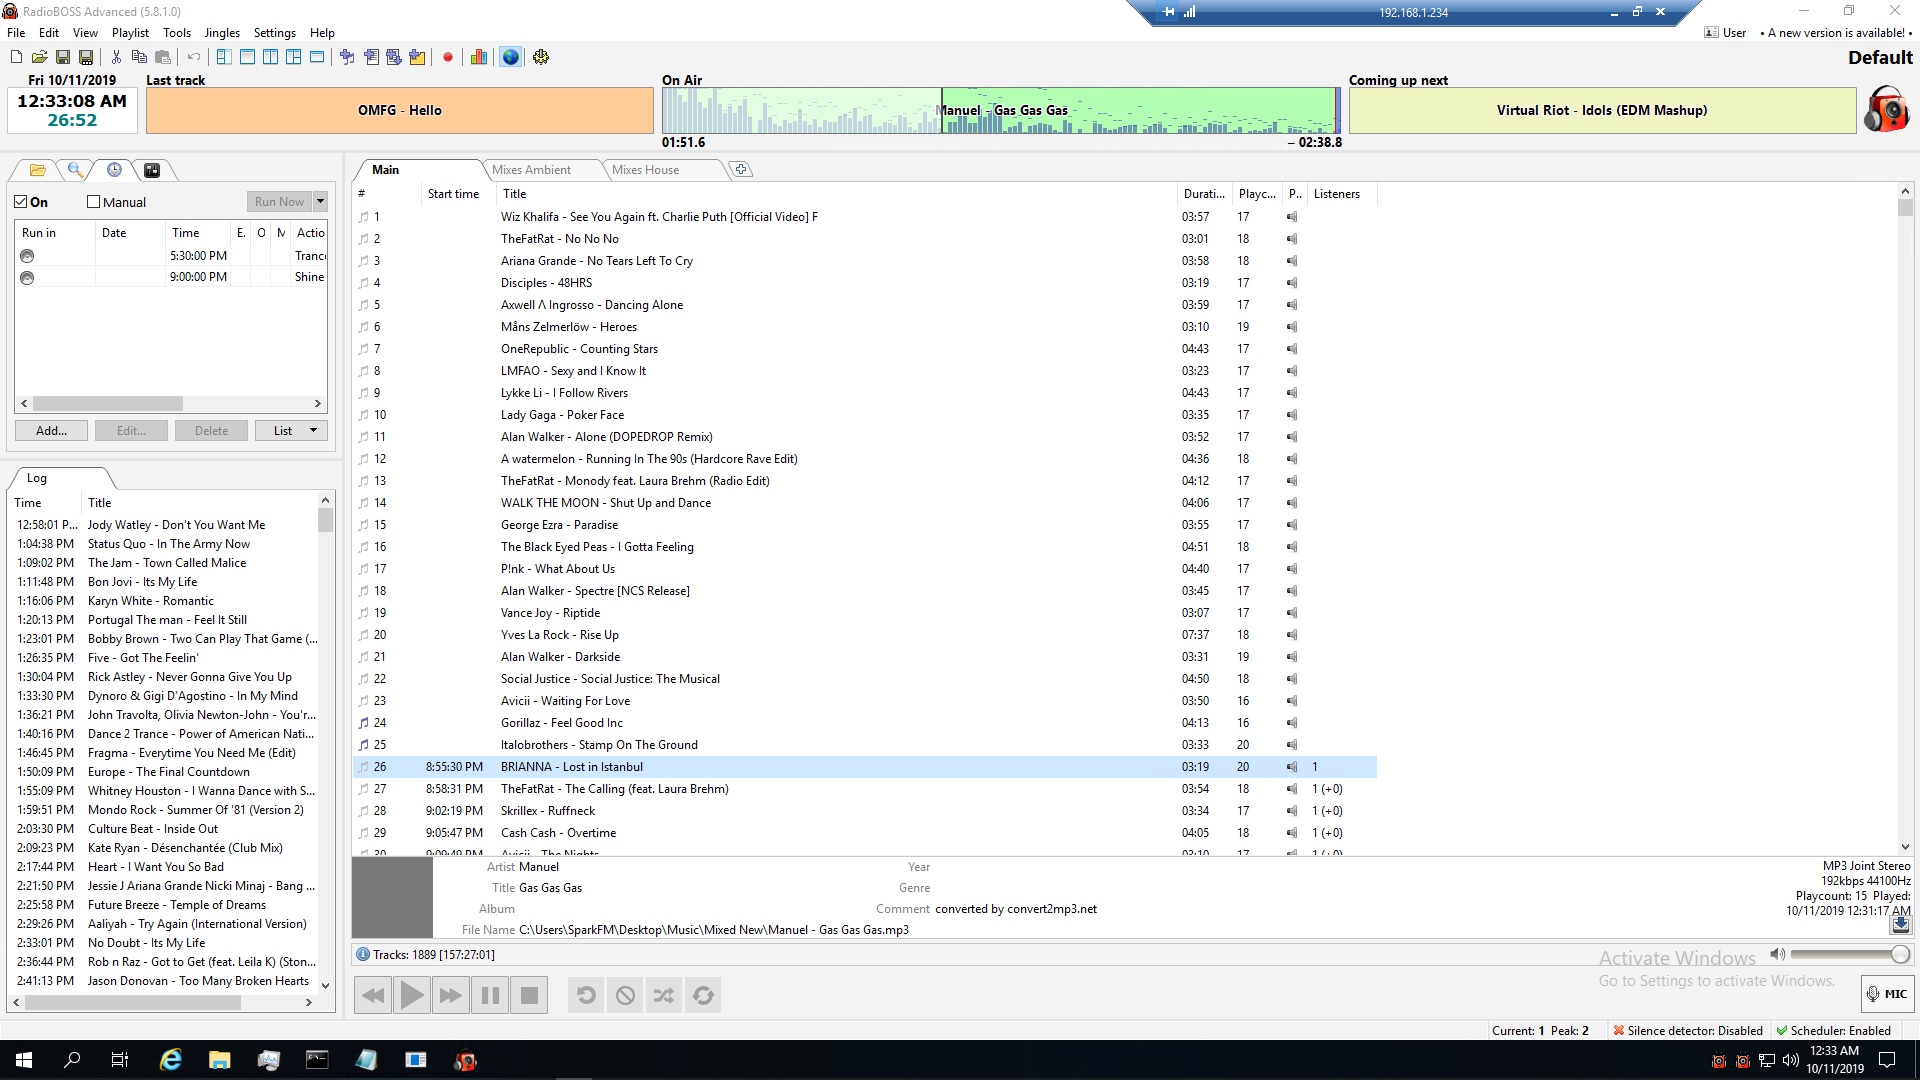 RadioBOSS Advanced (5.8.1.0)
192.168.1.234
File Edit View Playlist Tools Jingles Settings Help
User • A new version is available! •
Default
Fri 10/11/2019
12:33:08 AM
26:52
Last track
OMFG - Hello
On Air
Manuel - Gas Gas Gas
01:51.6
– 02:38.8
Coming up next
Virtual Riot - Idols (EDM Mashup)
On Manual Run Now
Run in Date Time E. O M Actio
5:30:00 PM Tranc
9:00:00 PM Shine
Add... Edit... Delete List
Log
Time Title
12:58:01 P... Jody Watley - Don't You Want Me
1:04:38 PM Status Quo - In The Army Now
1:09:02 PM The Jam - Town Called Malice
1:11:48 PM Bon Jovi - Its My Life
1:16:06 PM Karyn White - Romantic
1:20:13 PM Portugal The man - Feel It Still
1:23:01 PM Bobby Brown - Two Can Play That Game (...
1:26:35 PM Five - Got The Feelin'
1:30:04 PM Rick Astley - Never Gonna Give You Up
1:33:30 PM Dynoro & Gigi D’Agostino - In My Mind
1:36:21 PM John Travolta, Olivia Newton-John - You'r...
1:40:16 PM Dance 2 Trance - Power of American Nati...
1:46:45 PM Fragma - Everytime You Need Me (Edit)
1:50:09 PM Europe - The Final Countdown
1:55:09 PM Whitney Houston - I Wanna Dance with S...
1:59:51 PM Mondo Rock - Summer Of '81 (Version 2)
2:03:30 PM Culture Beat - Inside Out
2:09:23 PM Kate Ryan - Désenchantée (Club Mix)
2:17:44 PM Heart - I Want You So Bad
2:21:50 PM Jessie J Ariana Grande Nicki Minaj - Bang ...
2:25:58 PM Future Breeze - Temple of Dreams
2:29:26 PM Aaliyah - Try Again (International Version)
2:33:01 PM No Doubt - Its My Life
2:36:44 PM Rob n Raz - Got to Get (feat. Leila K) (Ston...
2:41:13 PM Jason Donovan - Too Many Broken Hearts
Main Mixes Ambient Mixes House
# Start time Title Durati... Playc... P.. Listeners
1 Wiz Khalifa - See You Again ft. Charlie Puth [Official Video] F 03:57 17
2 TheFatRat - No No No 03:01 18
3 Ariana Grande - No Tears Left To Cry 03:58 18
4 Disciples - 48HRS 03:19 17
5 Axwell Λ Ingrosso - Dancing Alone 03:59 17
6 Måns Zelmerlöw - Heroes 03:10 19
7 OneRepublic - Counting Stars 04:43 17
8 LMFAO - Sexy and I Know It 03:23 17
9 Lykke Li - I Follow Rivers 04:43 17
10 Lady Gaga - Poker Face 03:35 17
11 Alan Walker - Alone (DOPEDROP Remix) 03:52 17
12 A watermelon - Running In The 90s (Hardcore Rave Edit) 04:36 18
13 TheFatRat - Monody feat. Laura Brehm (Radio Edit) 04:12 17
14 WALK THE MOON - Shut Up and Dance 04:06 17
15 George Ezra - Paradise 03:55 17
16 The Black Eyed Peas - I Gotta Feeling 04:51 18
17 P!nk - What About Us 04:40 17
18 Alan Walker - Spectre [NCS Release] 03:45 17
19 Vance Joy - Riptide 03:07 17
20 Yves La Rock - Rise Up 07:37 18
21 Alan Walker - Darkside 03:31 19
22 Social Justice - Social Justice: The Musical 04:50 18
23 Avicii - Waiting For Love 03:50 16
24 Gorillaz - Feel Good Inc 04:13 16
25 Italobrothers - Stamp On The Ground 03:33 20
26 8:55:30 PM BRIANNA - Lost in Istanbul 03:19 20 1
27 8:58:31 PM TheFatRat - The Calling (feat. Laura Brehm) 03:54 18 1 (+0)
28 9:02:19 PM Skrillex - Ruffneck 03:34 17 1 (+0)
29 9:05:47 PM Cash Cash - Overtime 04:05 18 1 (+0)
30 9:09:49 PM Avicii - The Nights 03:10 17 1 (+0)
Artist Manuel Year
Title Gas Gas Gas Genre
Album Comment converted by convert2mp3.net
File Name C:\Users\SparkFM\Desktop\Music\Mixed New\Manuel - Gas Gas Gas.mp3
MP3 Joint Stereo
192kbps 44100Hz
Playcount: 15 Played:
10/11/2019 12:31:17 AM
Tracks: 1889 [157:27:01]
Activate Windows
Go to Settings to activate Windows.
MIC
Current: 1 Peak: 2 Silence detector: Disabled Scheduler: Enabled
12:33 AM
10/11/2019